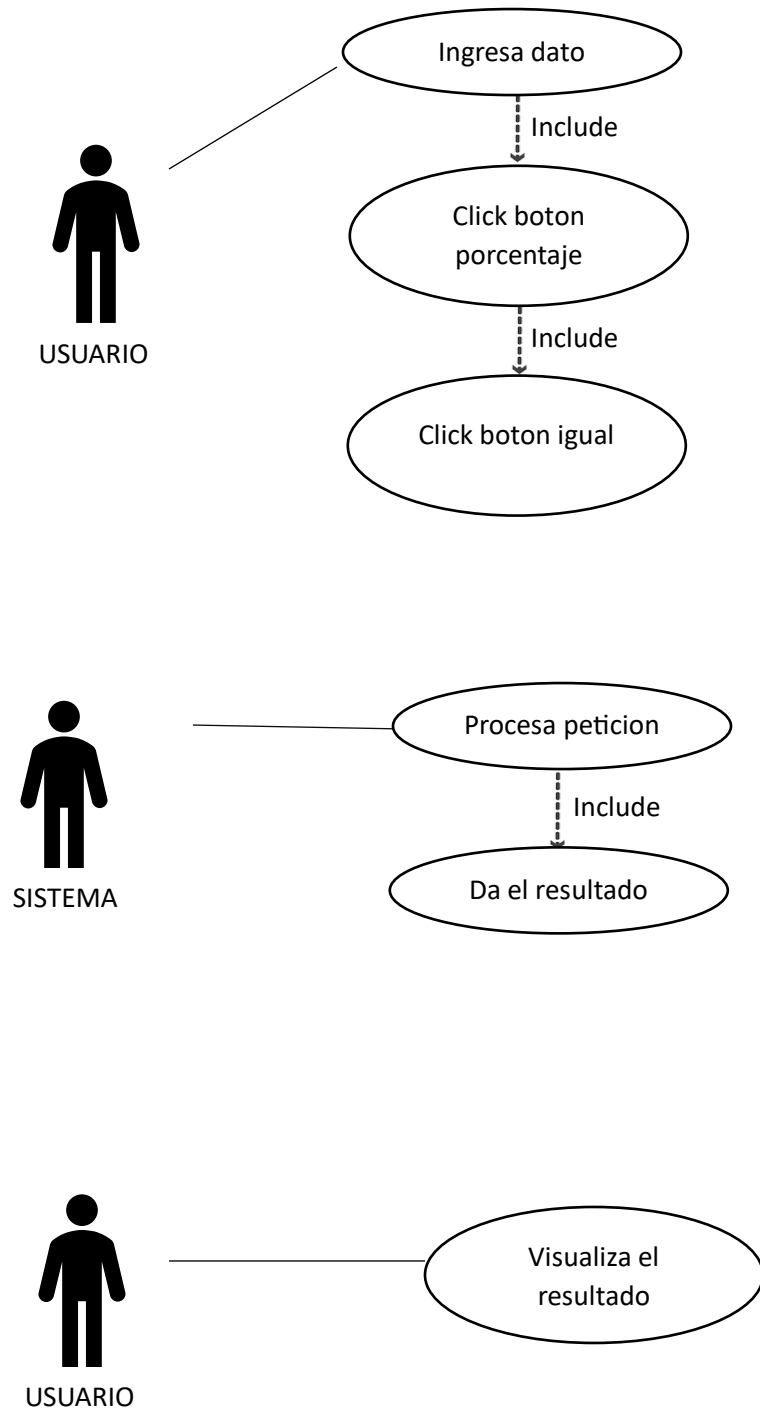 Ingresa dato
Include
Click boton
porcentaje
USUARIO
Include
Click boton igual
Procesa peticion
Include
SISTEMA
Da el resultado
Visualiza el
resultado
USUARIO